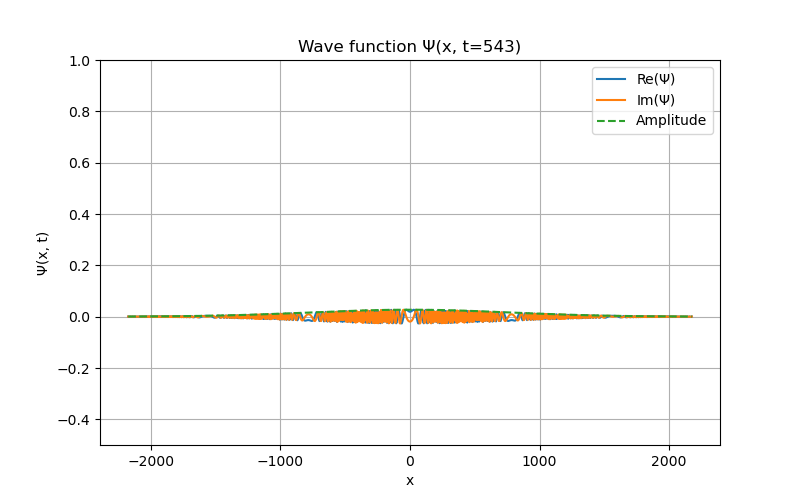 Wave function Ψ(x, t=543)
1.0
0.8
0.6
0.4
0.2
0.0
−0.2
−0.4
Ψ(x, t)
Re(Ψ)
Im(Ψ)
Amplitude
−2000
−1000
0
1000
2000
x